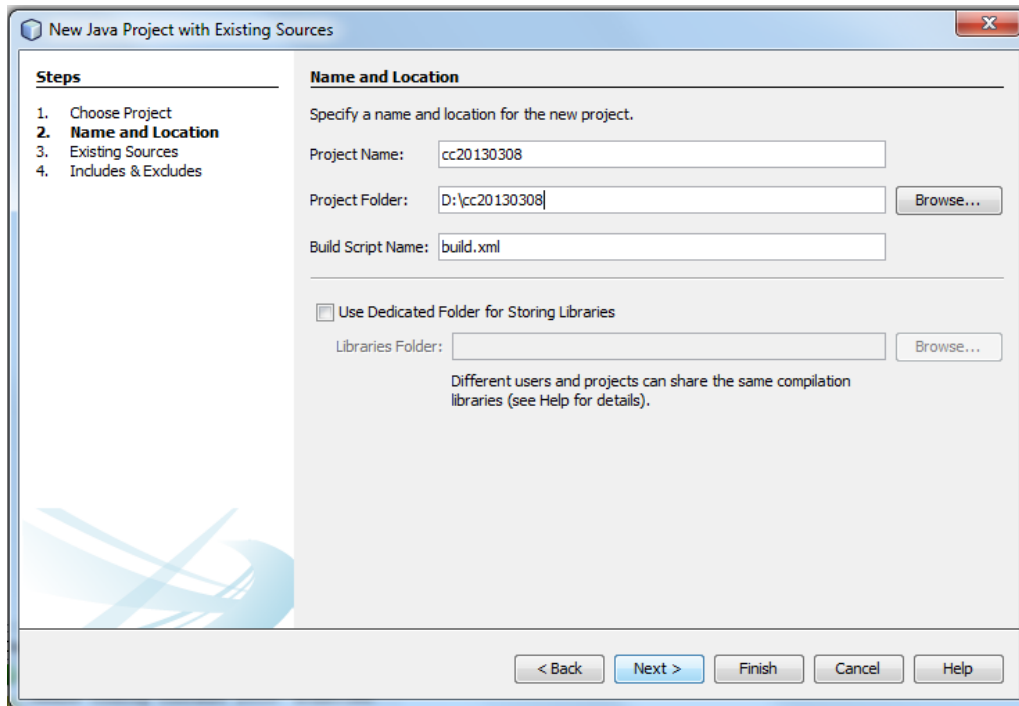 New Java Project with Existing Sources
Steps
1. Choose Project
2. Name and Location
3. Existing Sources
4. Includes & Excludes
Name and Location
Specify a name and location for the new project.
Project Name: cc20130308
Project Folder: D:\cc20130308 Browse...
Build Script Name: build.xml
Use Dedicated Folder for Storing Libraries
Libraries Folder: Browse...
Different users and projects can share the same compilation
libraries (see Help for details).
< Back Next > Finish Cancel Help